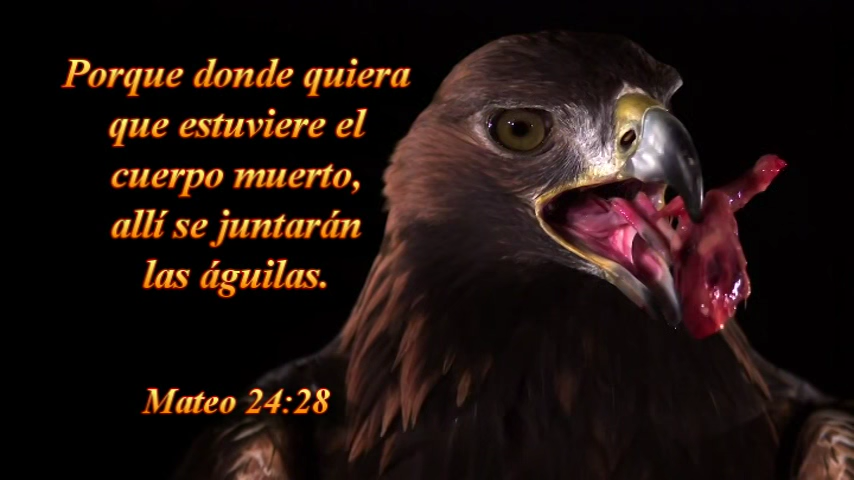 Porque donde quiera
que estuviere el
cuerpo muerto,
allí se juntarán
las águilas.
Mateo 24:28